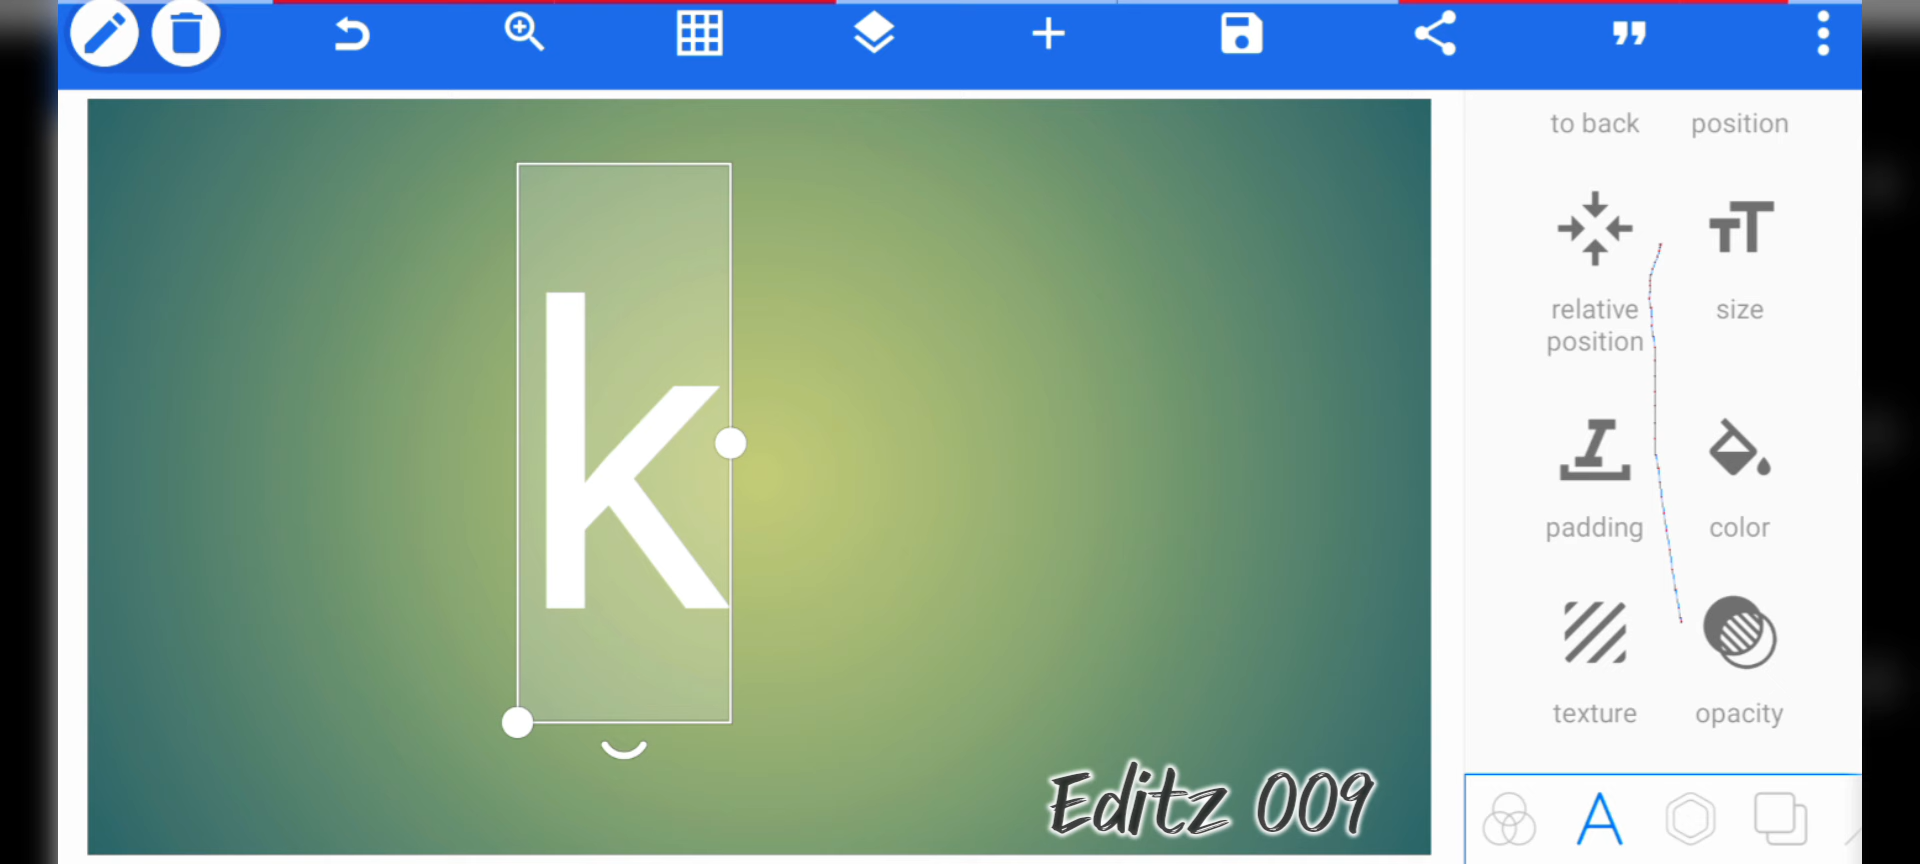 to back position
relative position size
padding color
texture opacity
k
Editz 009